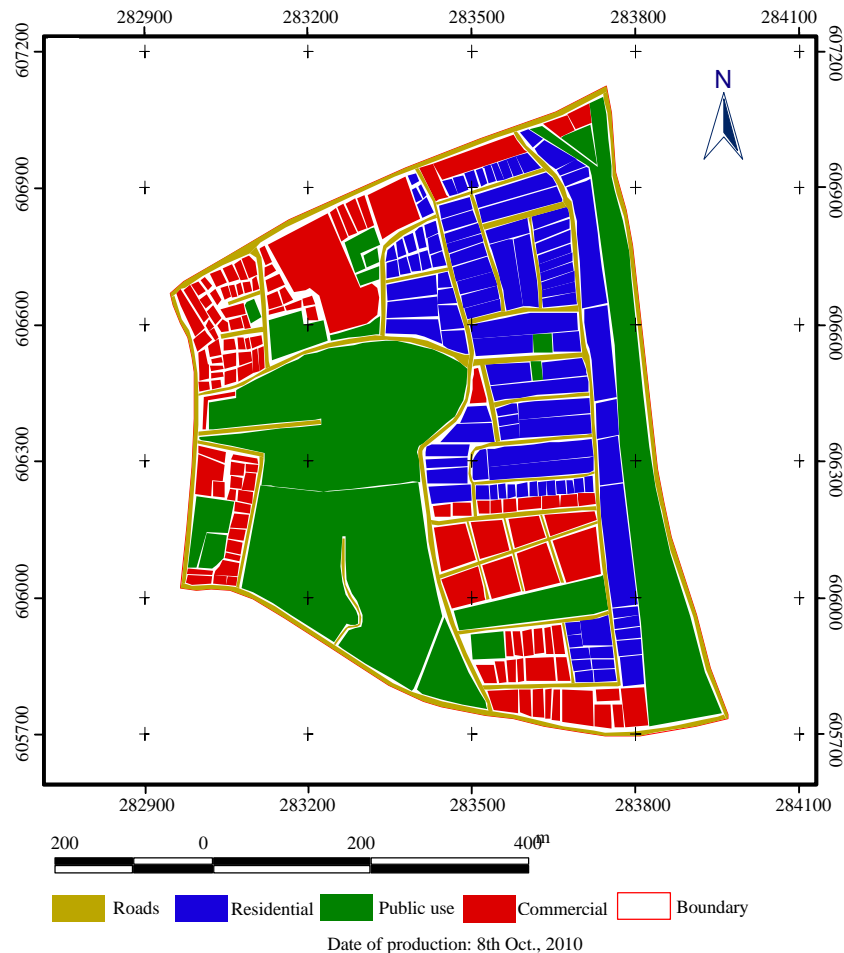 282900 283200 283500 283800 284100
607200 607200
N
606900 606900
606600 606600
606300 606300
606000 606000
605700 605700
282900 283200 283500 283800 284100
200 0 200 400 m
Roads Residential Public use Commercial Boundary
Date of production: 8th Oct., 2010